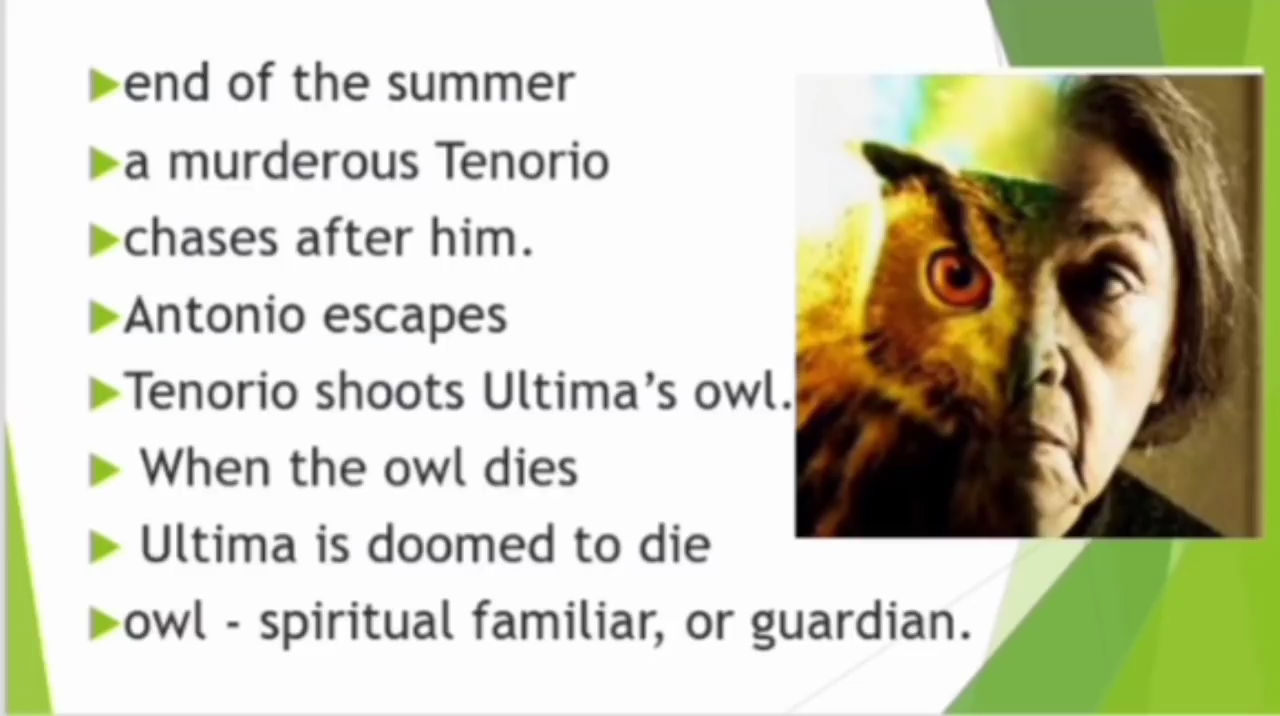 end of the summer
a murderous Tenorio
chases after him.
Antonio escapes
Tenorio shoots Ultima’s owl.
When the owl dies
Ultima is doomed to die
owl - spiritual familiar, or guardian.